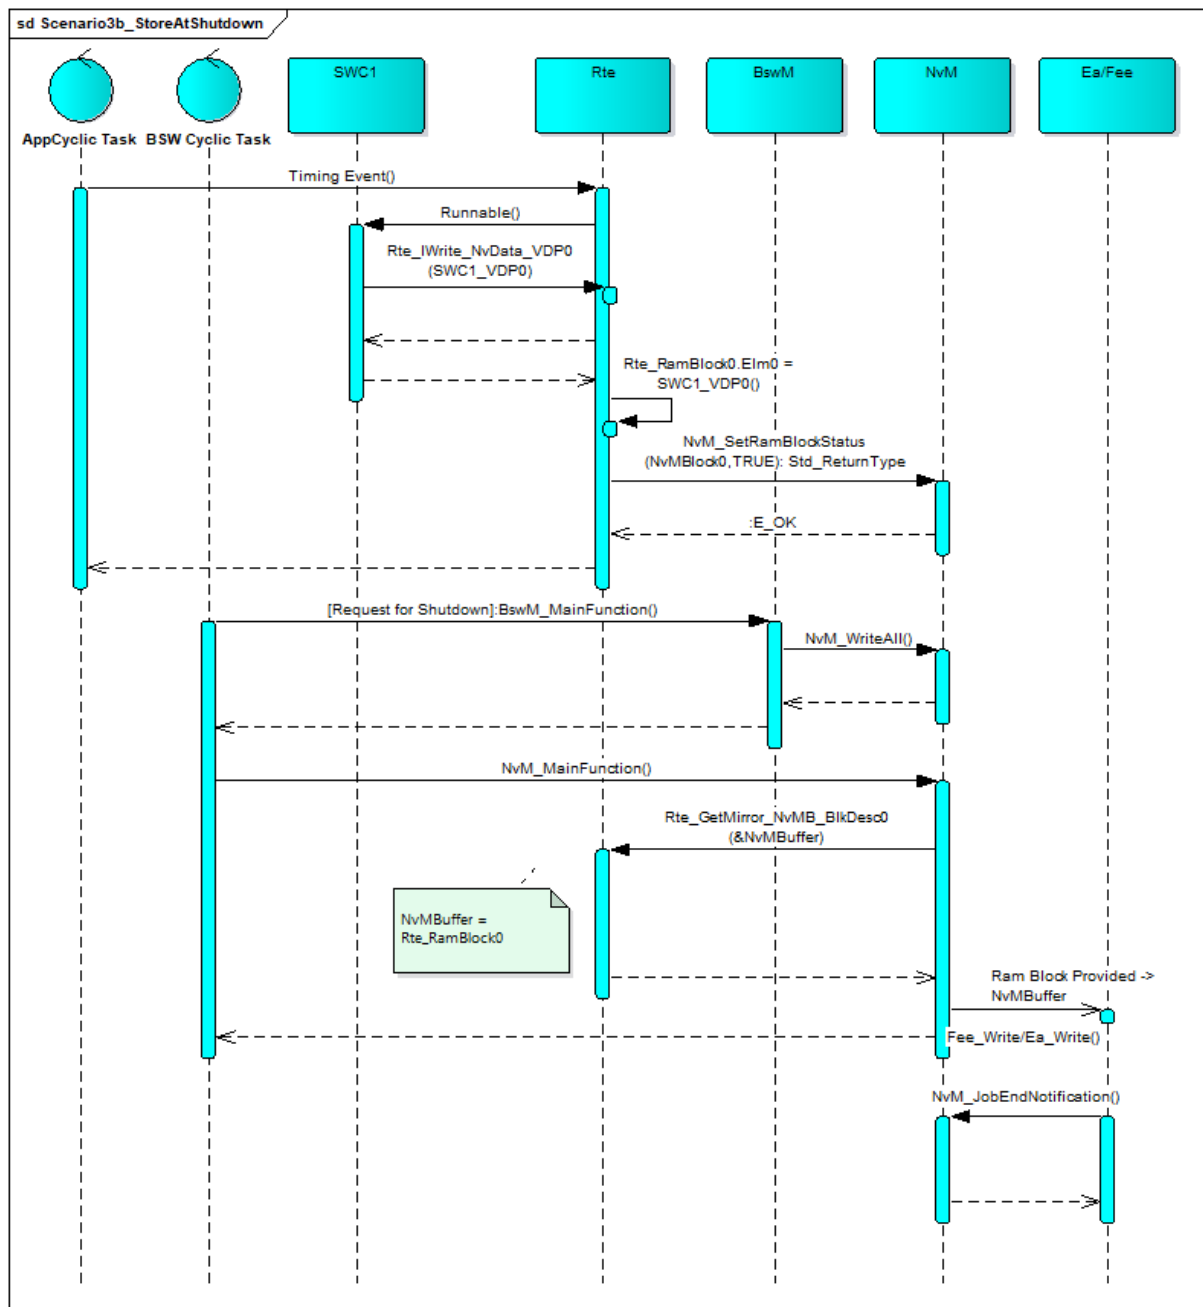 sd Scenario3b_StoreAtShutdown
AppCyclic Task
BSW Cyclic Task
SWC1
Rte
BswM
NvM
Ea/Fee
Timing Event()
Runnable()
Rte_IWrite_NvData_VDP0
(SWC1_VDP0)
Rte_RamBlock0.Elm0 =
SWC1_VDP0()
NvM_SetRamBlockStatus
(NvMBlock0,TRUE): Std_ReturnType
:E_OK
[Request for Shutdown]:BswM_MainFunction()
NvM_WriteAll()
NvM_MainFunction()
Rte_GetMirror_NvMB_BlkDesc0
(&NvMBuffer)
NvMBuffer =
Rte_RamBlock0
Ram Block Provided ->
NvMBuffer
Fee_Write/Ea_Write()
NvM_JobEndNotification()